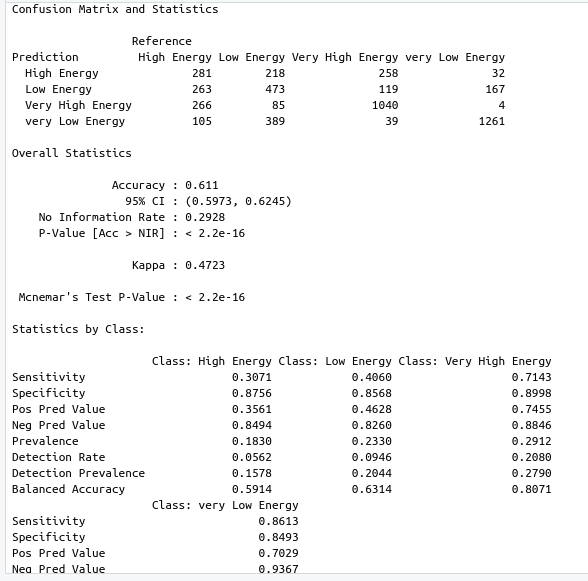 Confusion Matrix and Statistics
Reference
Prediction High Energy Low Energy Very High Energy very Low Energy
High Energy 281 218 258 32
Low Energy 263 473 119 167
Very High Energy 266 85 1040 4
very Low Energy 105 389 39 1261
Overall Statistics
Accuracy : 0.611
95% CI : (0.5973, 0.6245)
No Information Rate : 0.2928
P-Value [Acc > NIR] : < 2.2e-16
Kappa : 0.4723
Mcnemar's Test P-Value : < 2.2e-16
Statistics by Class:
Class: High Energy Class: Low Energy Class: Very High Energy
Sensitivity 0.3071 0.4060 0.7143
Specificity 0.8756 0.8568 0.8998
Pos Pred Value 0.3561 0.4628 0.7455
Neg Pred Value 0.8494 0.8260 0.8846
Prevalence 0.1830 0.2330 0.2912
Detection Rate 0.0562 0.0946 0.2080
Detection Prevalence 0.1578 0.2044 0.2790
Balanced Accuracy 0.5914 0.6314 0.8071
Class: very Low Energy
Sensitivity 0.8613
Specificity 0.8493
Pos Pred Value 0.7029
Neg Pred Value 0.9367